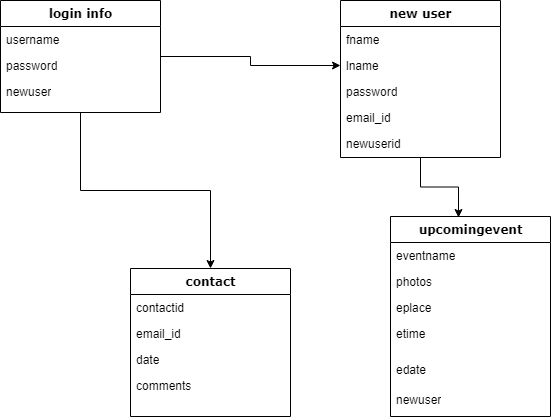 login info
username
password
newuser
new user
fname
lname
password
email_id
newuserid
contact
contactid
email_id
date
comments
upcomingevent
eventname
photos
eplace
etime
edate
newuser